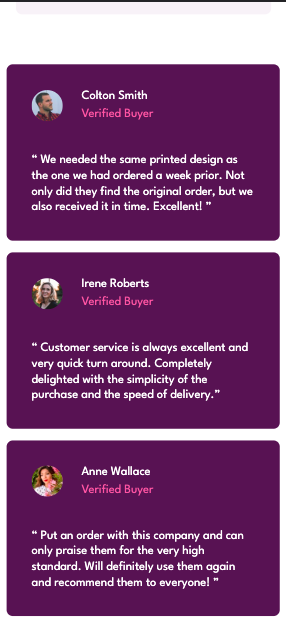 Colton Smith
Verified Buyer
“ We needed the same printed design as
the one we had ordered a week prior. Not
only did they find the original order, but we
also received it in time. Excellent! ”
Irene Roberts
Verified Buyer
“ Customer service is always excellent and
very quick turn around. Completely
delighted with the simplicity of the
purchase and the speed of delivery.”
Anne Wallace
Verified Buyer
“ Put an order with this company and can
only praise them for the very high
standard. Will definitely use them again
and recommend them to everyone! ”